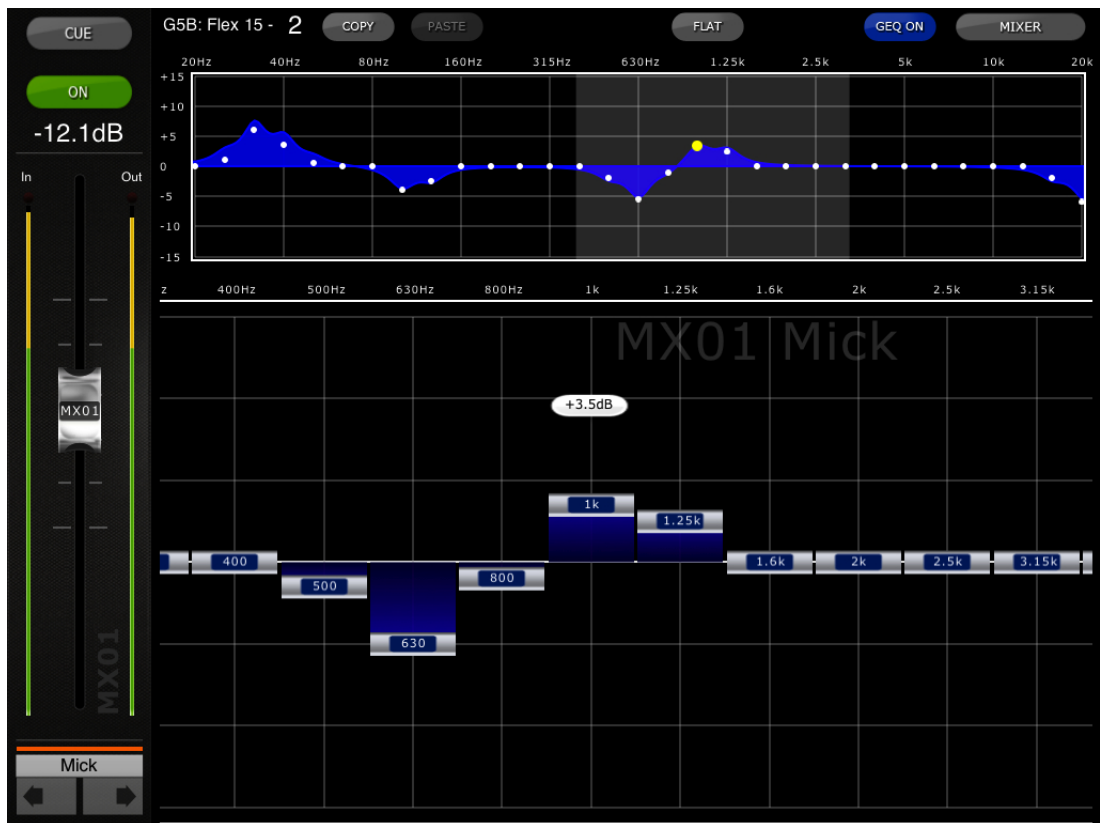 CUE
G5B: Flex 15 - 2 COPY PASTE FLAT GEQ ON MIXER
20Hz 40Hz 80Hz 160Hz 315Hz 630Hz 1.25k 2.5k 5k 10k 20k
+15
ON
+10
-12.1dB
+5
0
In Out
-5
-10
-15
z 400Hz 500Hz 630Hz 800Hz 1k 1.25k 1.6k 2k 2.5k 3.15k
MX01 Mick
+3.5dB
MX01
1k
1.25k
400 1.6k 2k 2.5k 3.15k
800
500
630
MX01
Mick